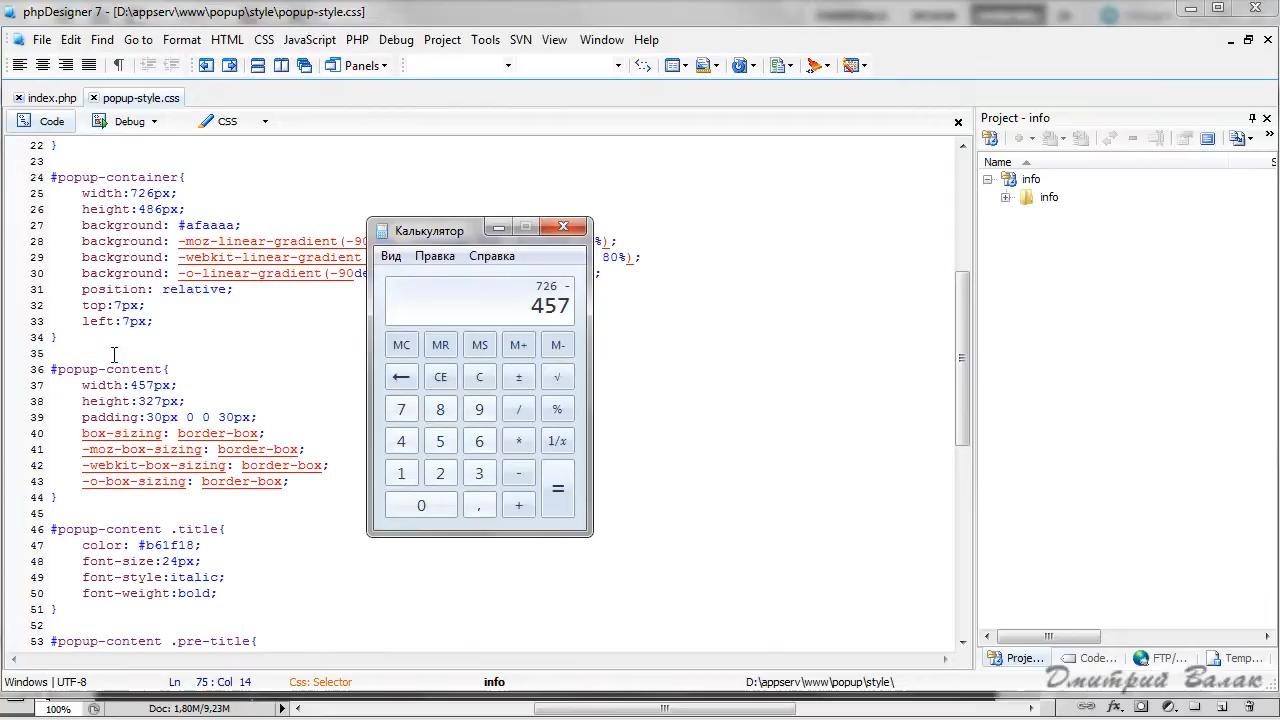 phpDesigner 7 - [D:\appserv\www\popup\style\popup-style.css]
File Edit Find Go to Format HTML CSS JavaScript PHP Debug Project Tools SVN View Window Help
Panels
index.php popup-style.css
Code Debug CSS
22 }
23
24 #popup-container{
25 width:726px;
26 height:486px;
27 background: #afaaaa;
28 background: -moz-linear-gradient(-90 %);
29 background: -webkit-linear-gradient 80%);
30 background: -o-linear-gradient(-90de ;
31 position: relative;
32 top:7px;
33 left:7px;
34 }
35
36 #popup-content{
37 width:457px;
38 height:327px;
39 padding:30px 0 0 30px;
40 box-sizing: border-box;
41 -moz-box-sizing: border-box;
42 -webkit-box-sizing: border-box;
43 -o-box-sizing: border-box;
44 }
45
46 #popup-content .title{
47 color: #b61f18;
48 font-size:24px;
49 font-style:italic;
50 font-weight:bold;
51 }
52
53 #popup-content .pre-title{
Калькулятор
Вид Правка Справка
726 -
457
MC MR MS M+ M-
← CE C ± √
7 8 9 / %
4 5 6 * 1/x
1 2 3 - =
0 , +
Project - info
Name S
info
info
Proje... Code... FTP/... Temp...
Windows | UTF-8 Ln 75 : Col 14 Css: Selector info D:\appserv\www\popup\style\
Дмитрий Валак
100% Doc: 1,80M/9,23M